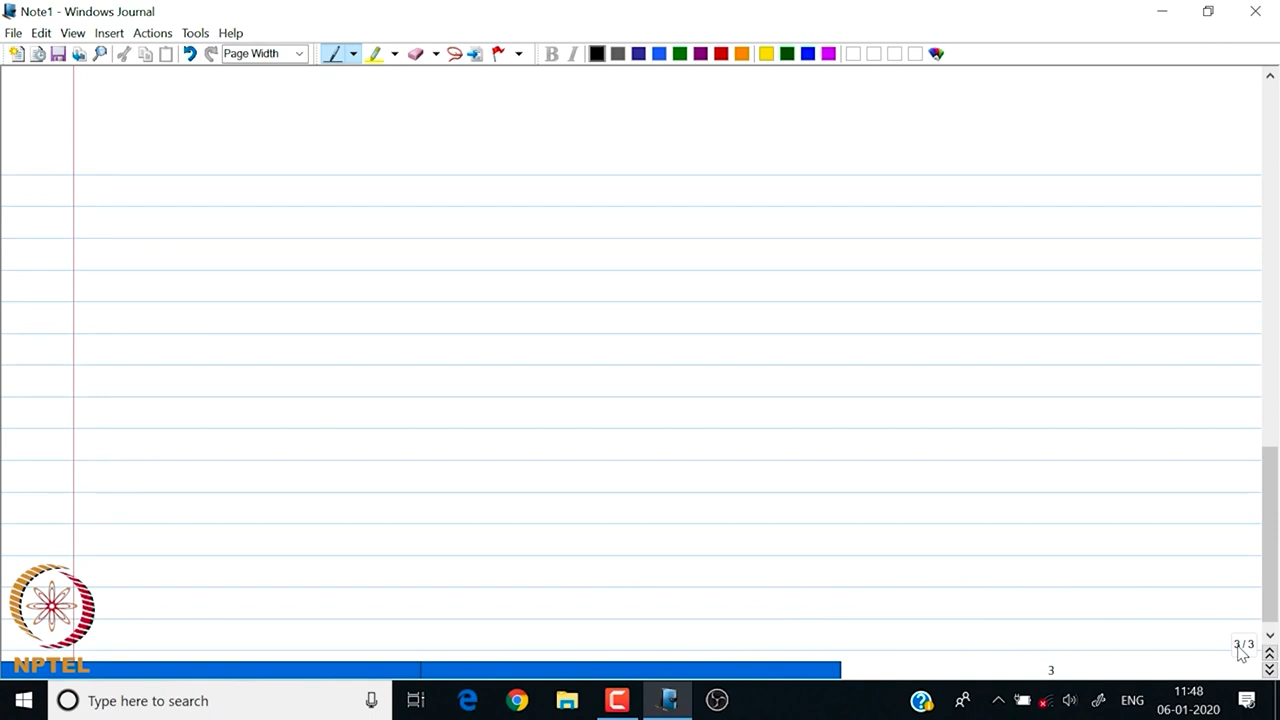 Note1 - Windows Journal
File Edit View Insert Actions Tools Help
Page Width B I
3 / 3
NPTEL
3
Type here to search
ENG
11:48
06-01-2020